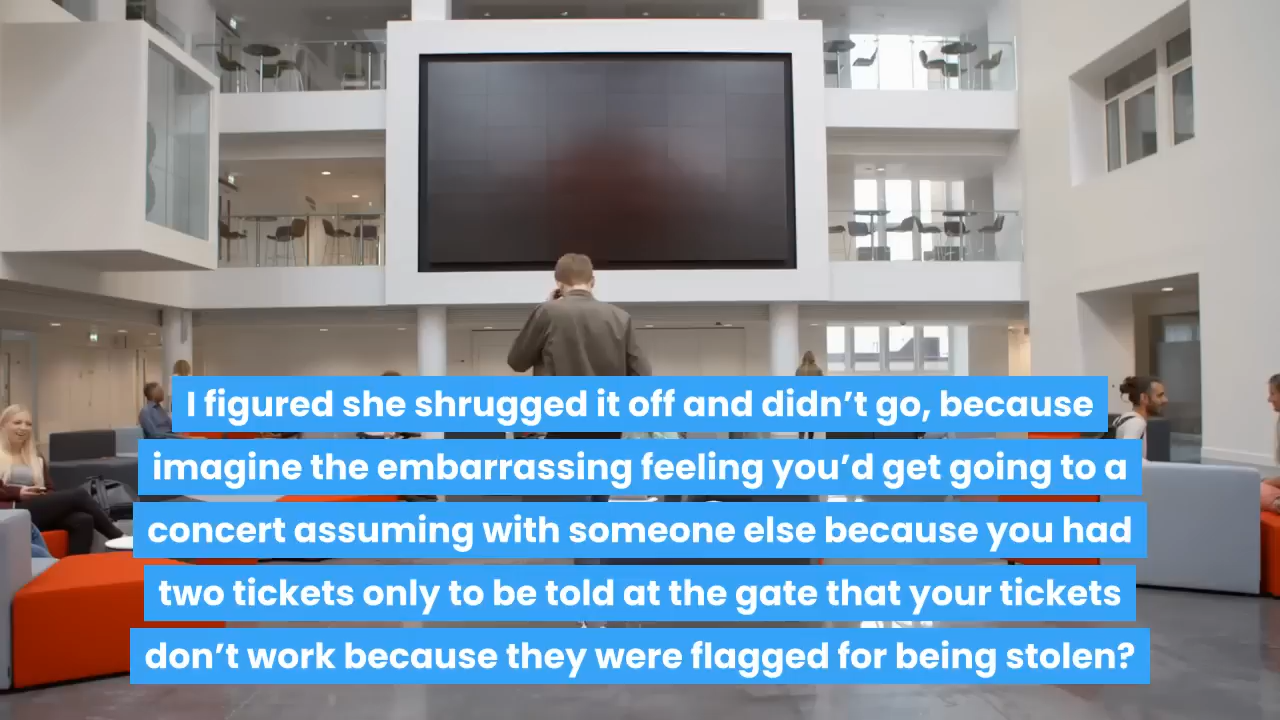 I figured she shrugged it off and didn’t go, because
imagine the embarrassing feeling you’d get going to a
concert assuming with someone else because you had
two tickets only to be told at the gate that your tickets
don’t work because they were flagged for being stolen?